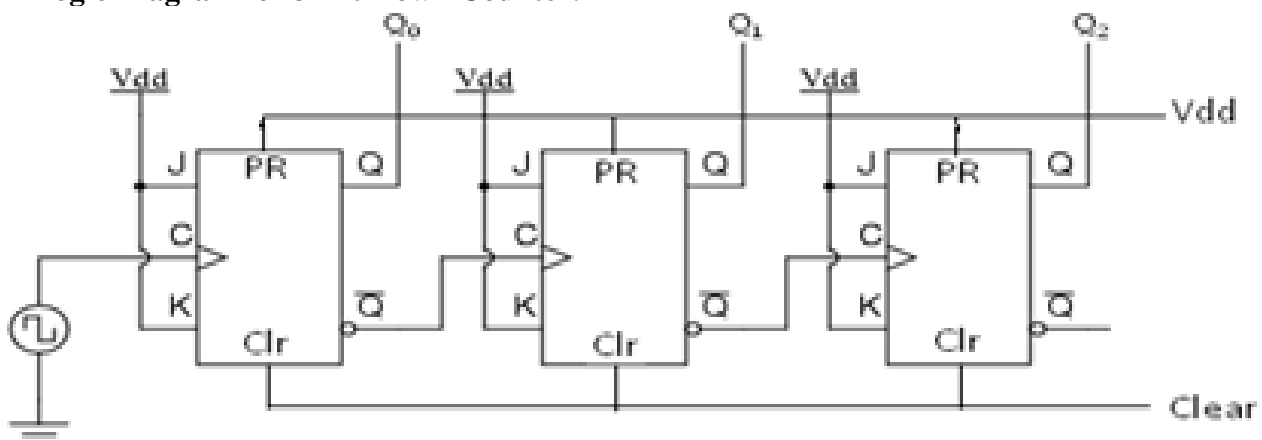 Q₀ Q₁ Q₂
Vdd Vdd Vdd
Vdd
J PR Q J PR Q J PR Q
C C C
K Q̅ K Q̅ K Q̅
Clr Clr Clr
Clear